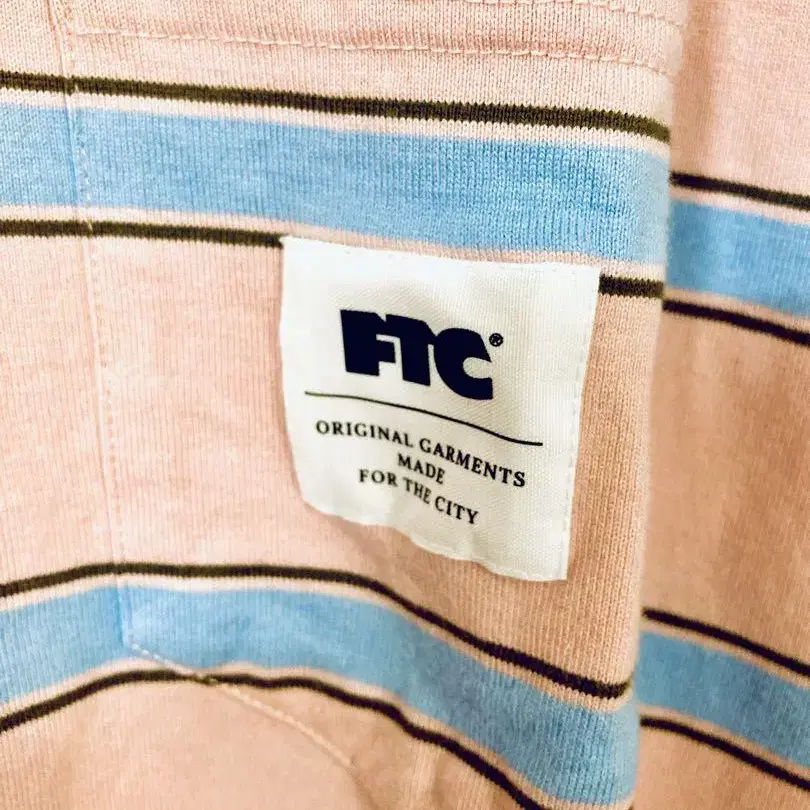 FTC®
ORIGINAL GARMENTS
MADE
FOR THE CITY